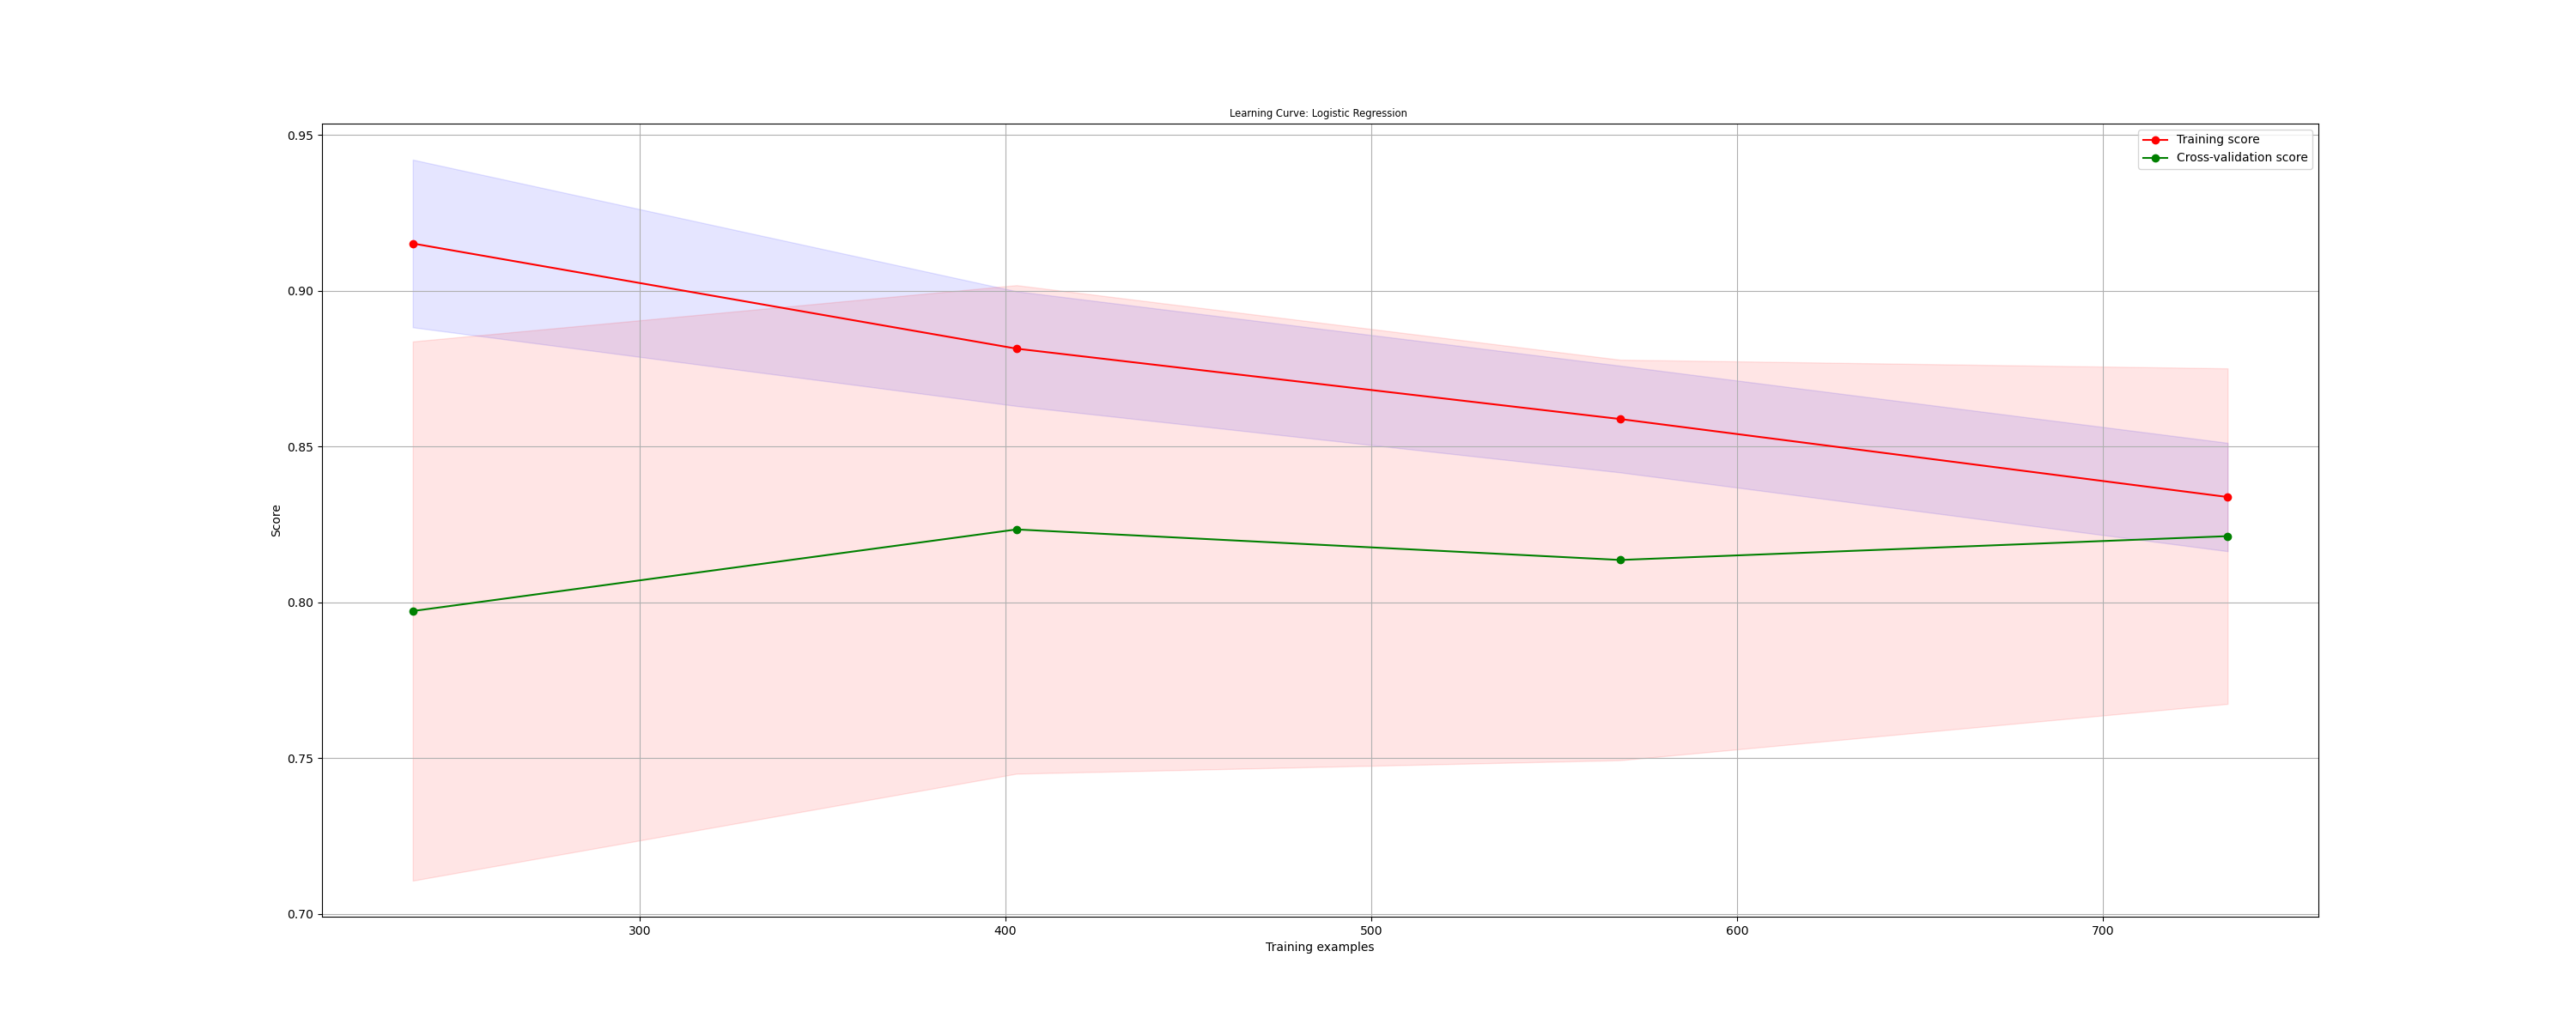 Learning Curve: Logistic Regression
0.95
0.90
0.85
0.80
0.75
0.70
Score
Training score
Cross-validation score
300 400 500 600 700
Training examples